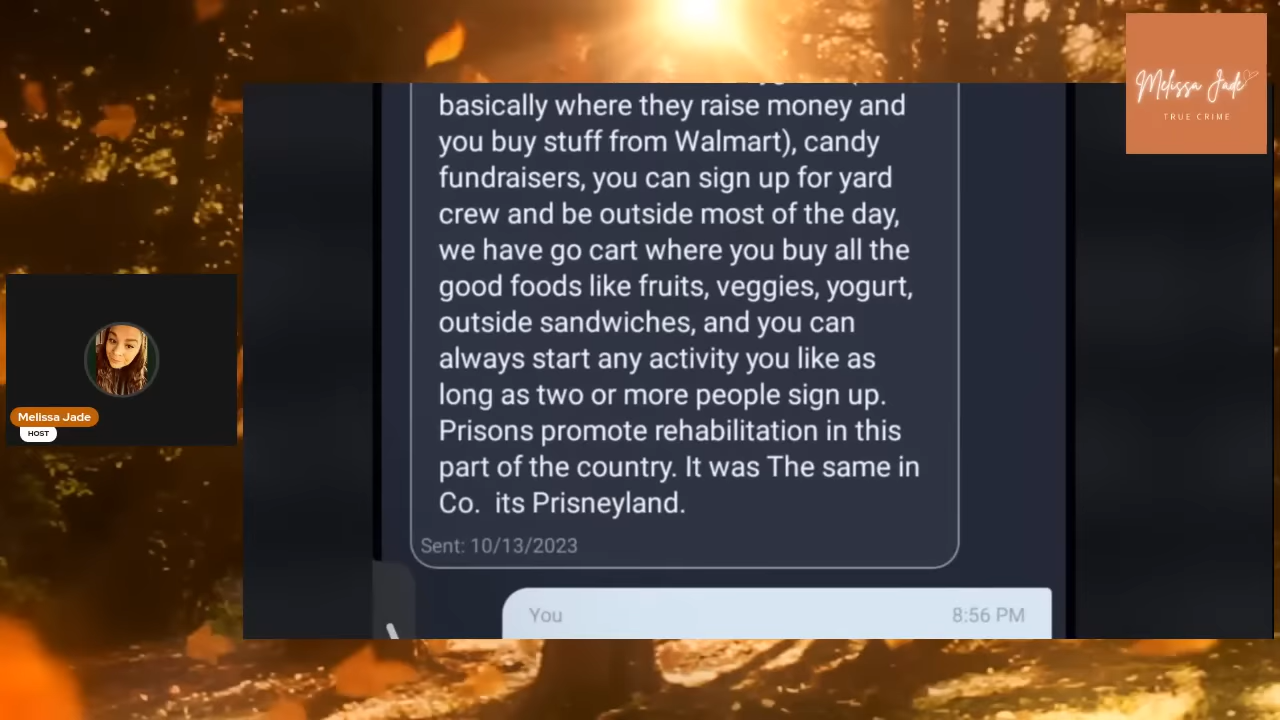 Melissa Jade
TRUE CRIME
basically where they raise money and
you buy stuff from Walmart), candy
fundraisers, you can sign up for yard
crew and be outside most of the day,
we have go cart where you buy all the
good foods like fruits, veggies, yogurt,
outside sandwiches, and you can
always start any activity you like as
long as two or more people sign up.
Prisons promote rehabilitation in this
part of the country. It was The same in
Co.  its Prisneyland.
Sent: 10/13/2023
You 8:56 PM
Melissa Jade
HOST